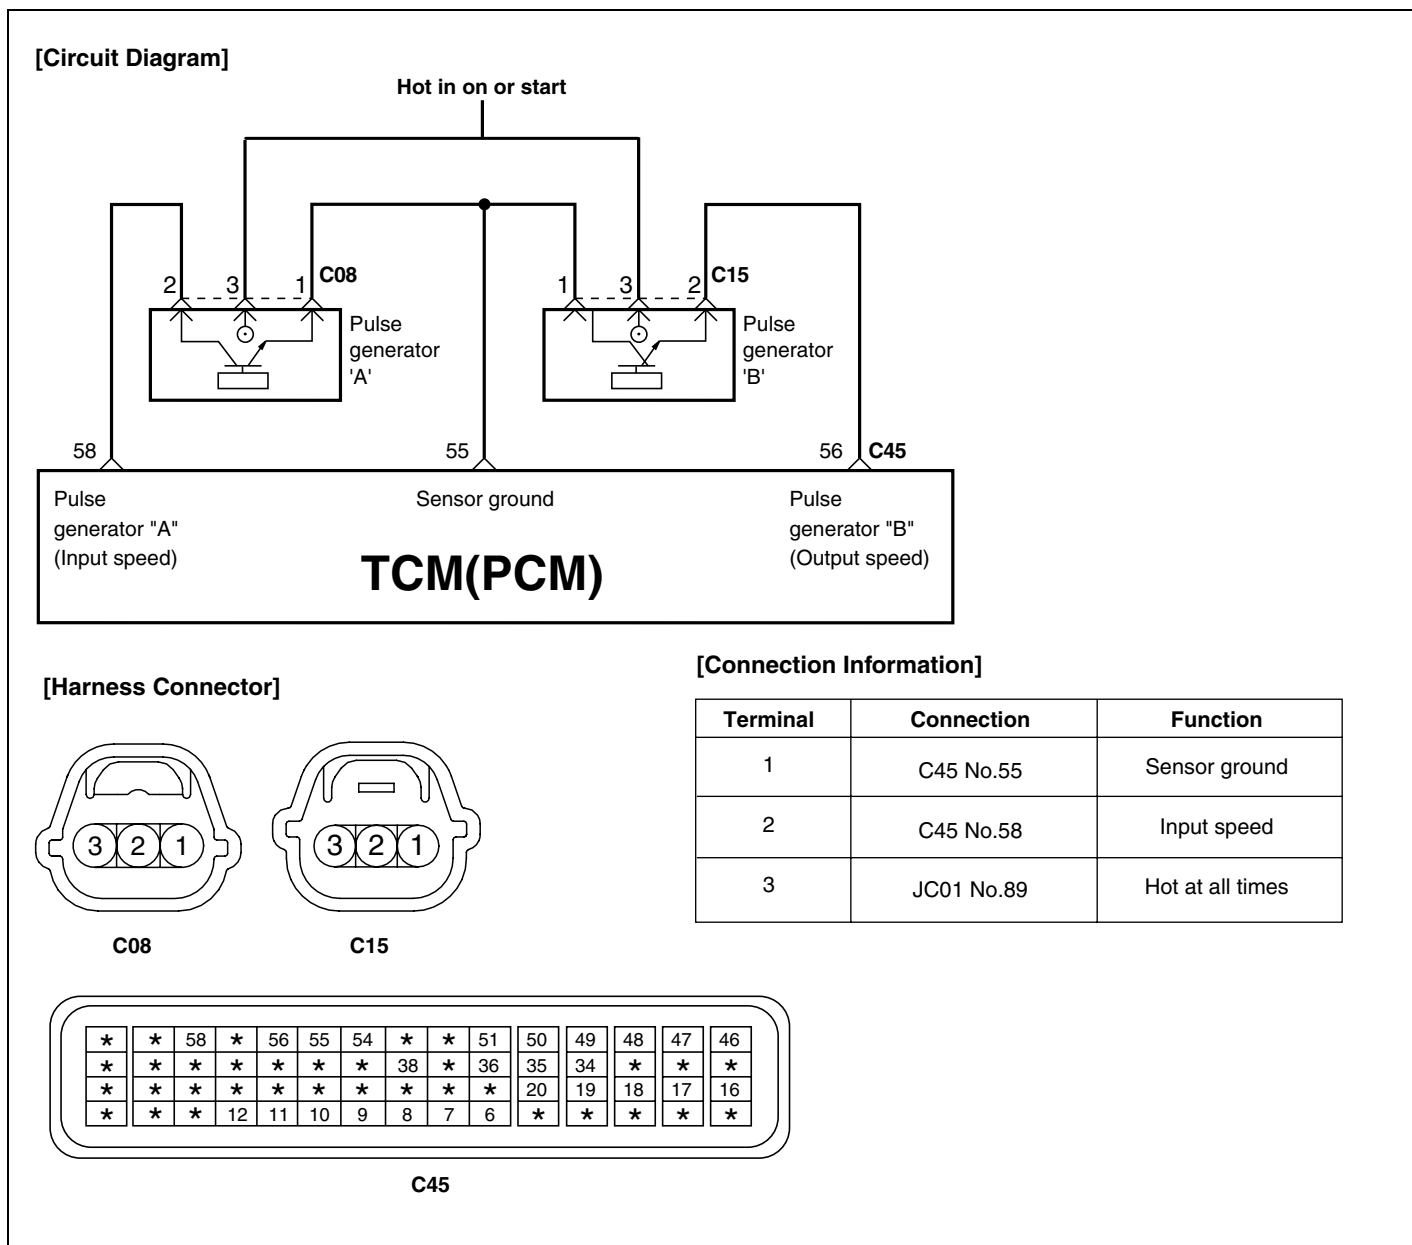 [Circuit Diagram]
Hot in on or start
2 3 1 C08
1 3 2 C15
Pulse
generator
'A'
Pulse
generator
'B'
58 55 56 C45
Pulse
generator "A"
(Input speed)
Sensor ground
Pulse
generator "B"
(Output speed)
TCM(PCM)
[Harness Connector]
3 2 1
C08
3 2 1
C15
[Connection Information]
Terminal Connection Function
1 C45 No.55 Sensor ground
2 C45 No.58 Input speed
3 JC01 No.89 Hot at all times
* * 58 * 56 55 54 * * 51 50 49 48 47 46
* * * * * * * 38 * 36 35 34 * * *
* * * * * * * * * * 20 19 18 17 16
* * * 12 11 10 9 8 7 6 * * * * *
C45